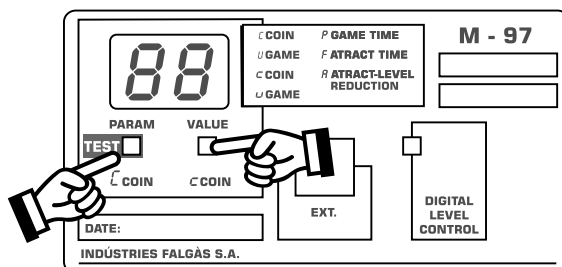 88
PARAM VALUE
TEST
C COIN c COIN
DATE:
INDÚSTRIES FALGÀS S.A.
C COIN P GAME TIME
U GAME F ATRACT TIME
c COIN A ATRACT-LEVEL
REDUCTION
u GAME
M - 97
EXT.
DIGITAL
LEVEL
CONTROL